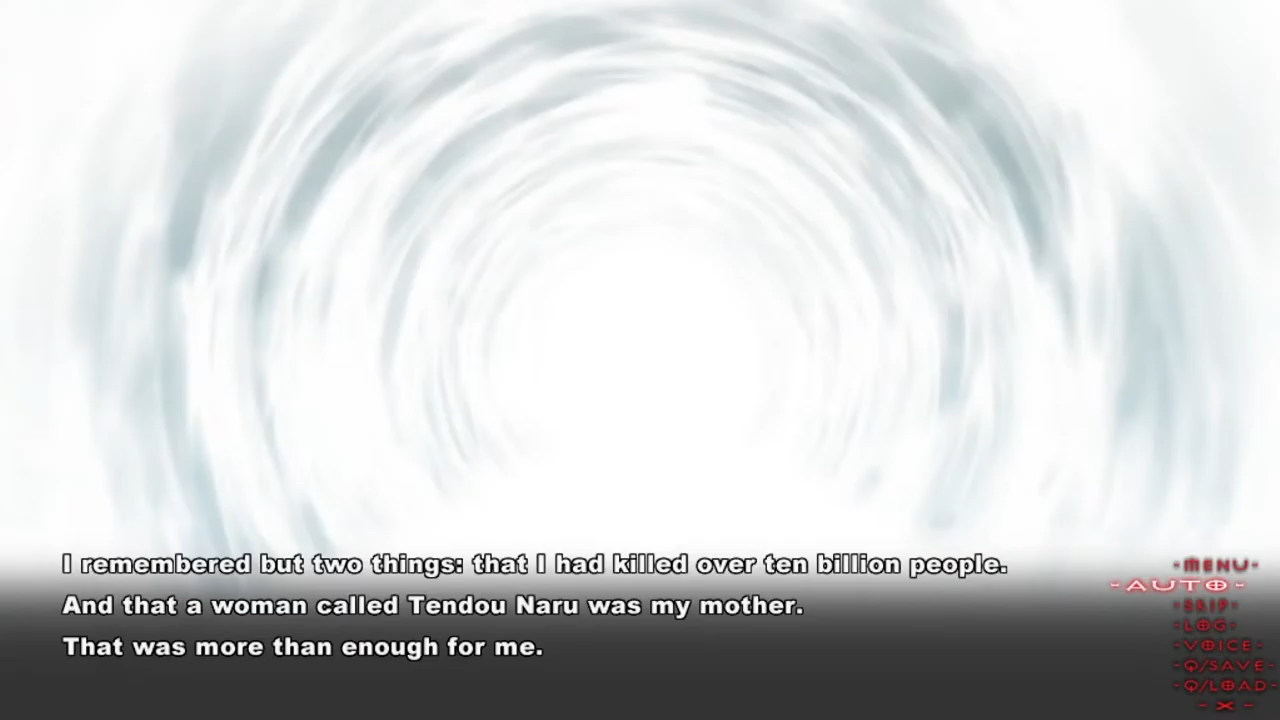 I remembered but two things: that I had killed over ten billion people.
And that a woman called Tendou Naru was my mother.
That was more than enough for me.
-MENU-
-AUTO-
-SKIP-
-LOG-
-VOICE-
-Q/SAVE-
-Q/LOAD-
-×-